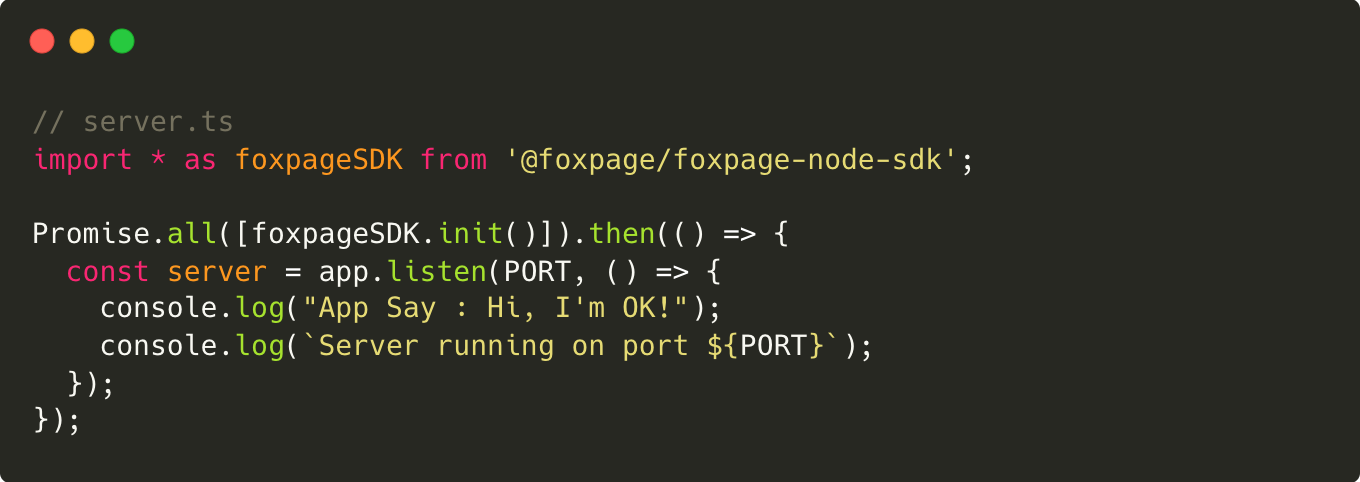 // server.ts
import * as foxpageSDK from '@foxpage/foxpage-node-sdk';

Promise.all([foxpageSDK.init()]).then(() => {
  const server = app.listen(PORT, () => {
    console.log("App Say : Hi, I'm OK!");
    console.log(`Server running on port ${PORT}`);
  });
});